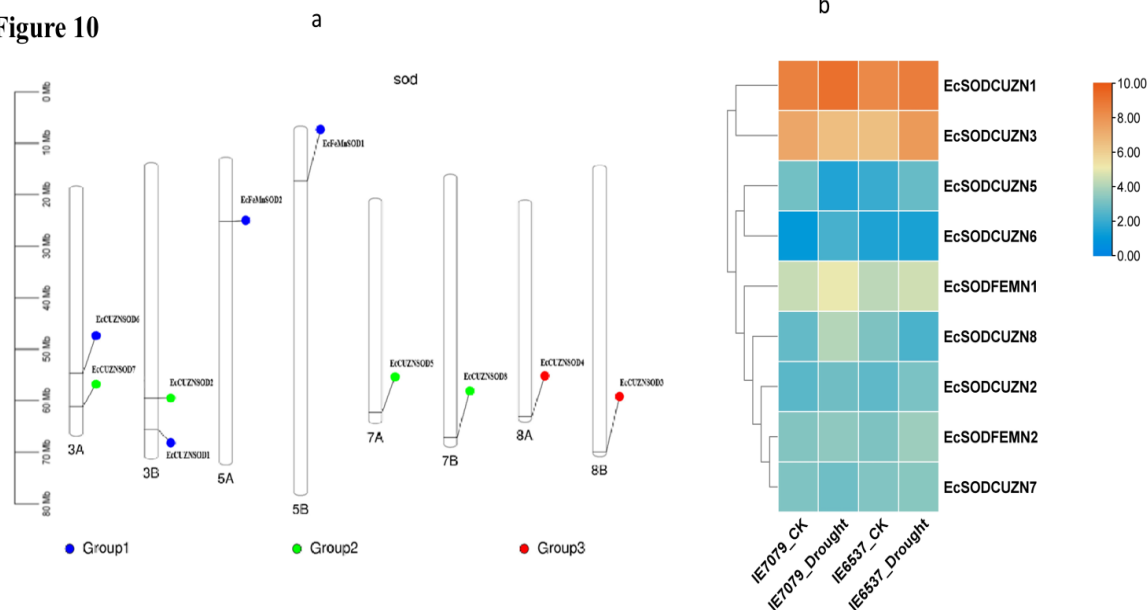 Figure 10
a
b
sod
0 Mb
10 Mb
20 Mb
30 Mb
40 Mb
50 Mb
60 Mb
70 Mb
80 Mb
EcFeMnSOD1
EcFeMnSOD2
EcCUZNSOD6
EcCUZNSOD7
EcCUZNSOD2
EcCUZNSOD1
EcCUZNSOD5
EcCUZNSOD8
EcCUZNSOD4
EcCUZNSOD3
3A
3B
5A
5B
7A
7B
8A
8B
Group1
Group2
Group3
EcSODCUZN1
EcSODCUZN3
EcSODCUZN5
EcSODCUZN6
EcSODFEMN1
EcSODCUZN8
EcSODCUZN2
EcSODFEMN2
EcSODCUZN7
IE7079_CK
IE7079_Drought
IE6537_CK
IE6537_Drought
10.00
8.00
6.00
4.00
2.00
0.00